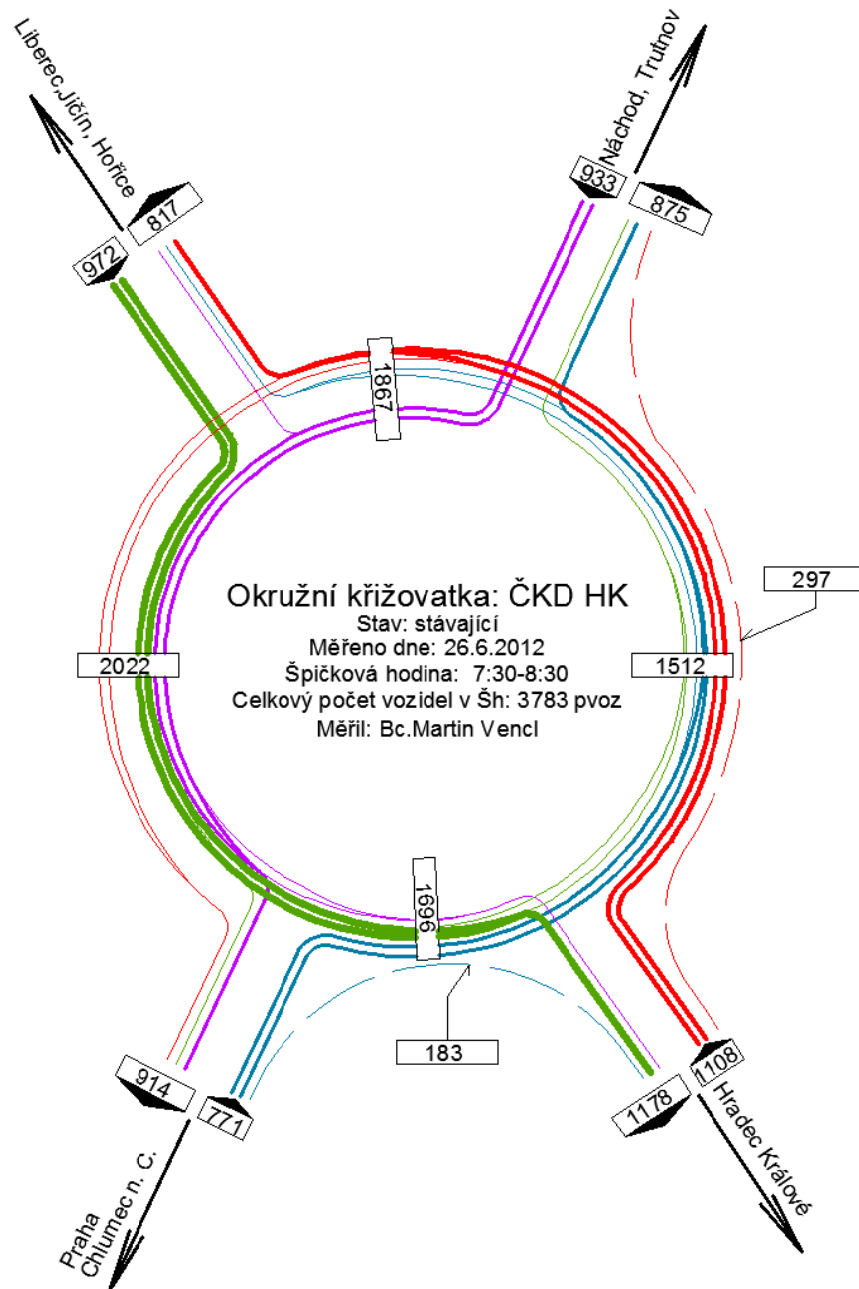 Liberec,Jičín, Hořice
Náchod, Trutnov
933
875
817
972
1867
Okružní křižovatka: ČKD HK
Stav: stávající
Měřeno dne: 26.6.2012
Špičková hodina: 7:30-8:30
Celkový počet vozidel v Šh: 3783 pvoz
Měřil: Bc.Martin Vencl
297
2022
1512
1696
183
914
771
1178
1108
Hradec Králové
Praha
Chlumec n. C.